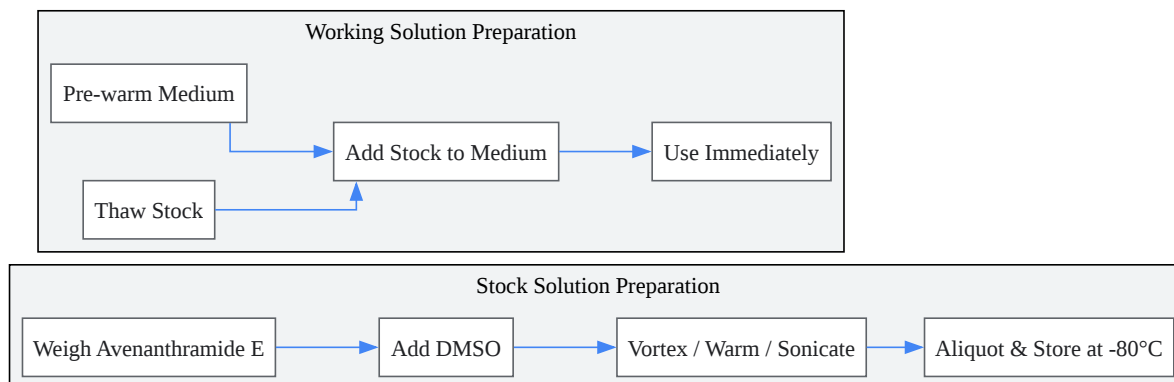 Working Solution Preparation
Pre-warm Medium
Add Stock to Medium
Use Immediately
Thaw Stock
Stock Solution Preparation
Weigh Avenanthramide E
Add DMSO
Vortex / Warm / Sonicate
Aliquot & Store at -80°C